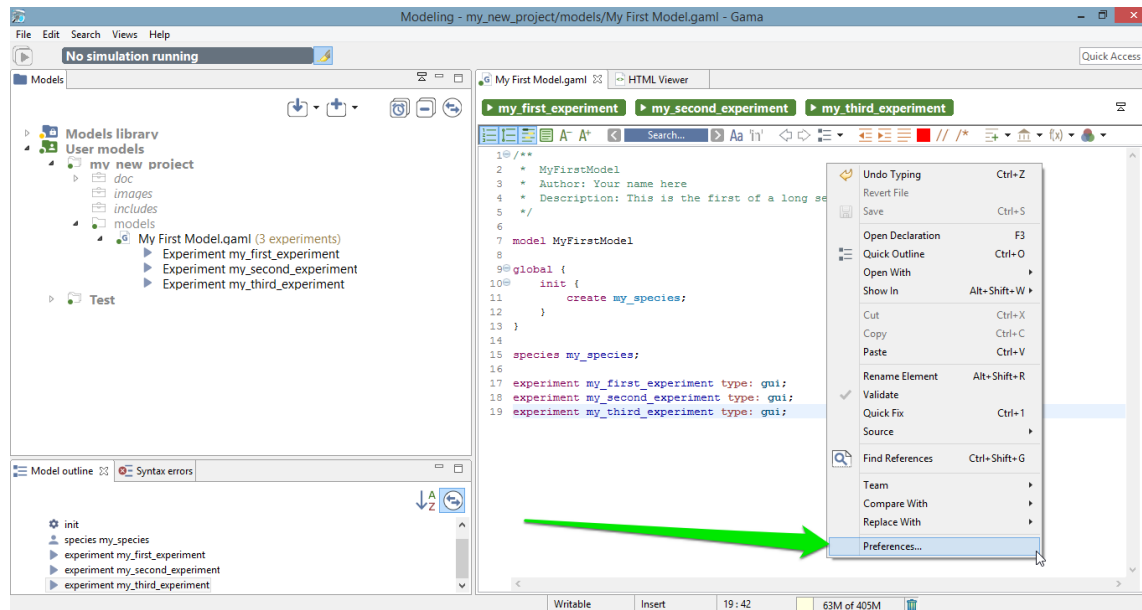 Modeling - my_new_project/models/My First Model.gaml - Gama
File Edit Search Views Help
No simulation running
Quick Access
Models
Models library
User models
my_new_project
doc
images
includes
models
My First Model.gaml (3 experiments)
Experiment my_first_experiment
Experiment my_second_experiment
Experiment my_third_experiment
Test
Model outline
Syntax errors
init
species my_species
experiment my_first_experiment
experiment my_second_experiment
experiment my_third_experiment
My First Model.gaml
HTML Viewer
my_first_experiment
my_second_experiment
my_third_experiment
A- A+ Search... Aa 'in' // /* f(x)
1 /**
2 * MyFirstModel
3 * Author: Your name here
4 * Description: This is the first of a long se
5 */
6
7 model MyFirstModel
8
9 global {
10 init {
11 create my_species;
12 }
13 }
14
15 species my_species;
16
17 experiment my_first_experiment type: gui;
18 experiment my_second_experiment type: gui;
19 experiment my_third_experiment type: gui;
Undo Typing Ctrl+Z
Revert File
Save Ctrl+S
Open Declaration F3
Quick Outline Ctrl+O
Open With
Show In Alt+Shift+W
Cut Ctrl+X
Copy Ctrl+C
Paste Ctrl+V
Rename Element Alt+Shift+R
Validate
Quick Fix Ctrl+1
Source
Find References Ctrl+Shift+G
Team
Compare With
Replace With
Preferences...
Writable Insert 19 : 42 63M of 405M